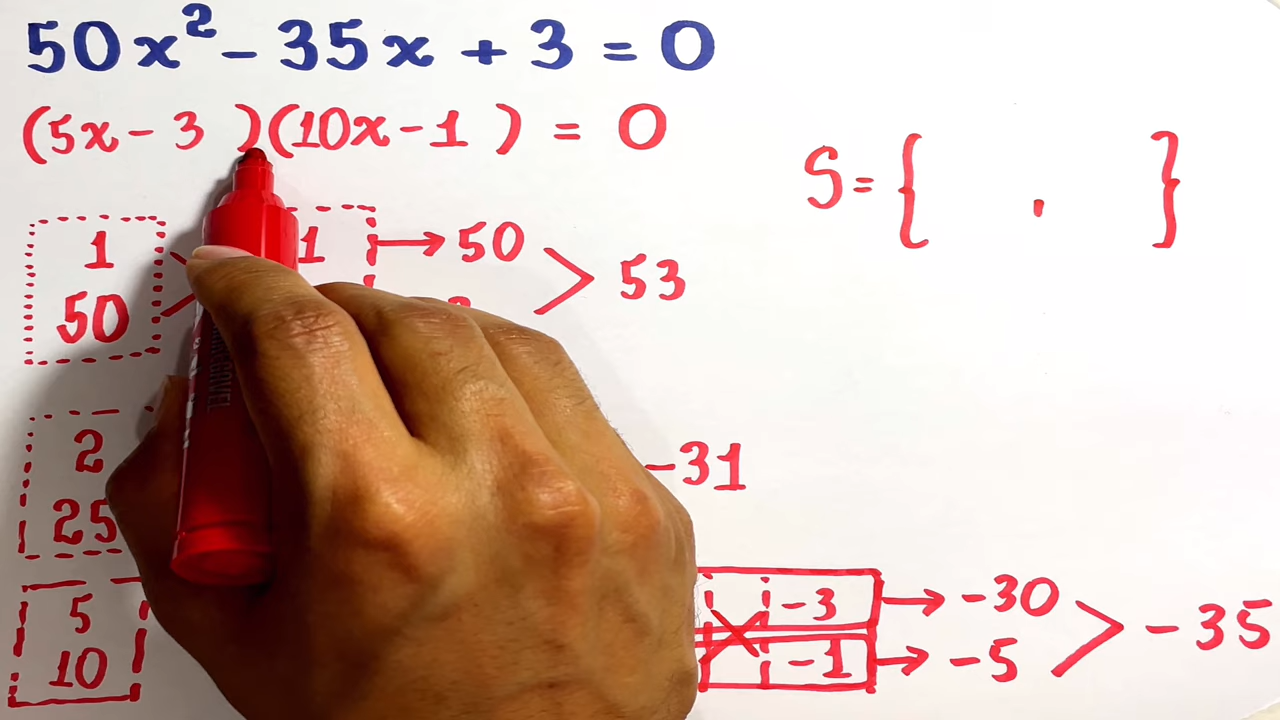 50x² - 35x + 3 = 0
(5x - 3 )(10x - 1 ) = 0
S = { . }
1 1 → 50 > 53
50
2 -31
25
5 -3 → -30 > -35
10 -1 → -5